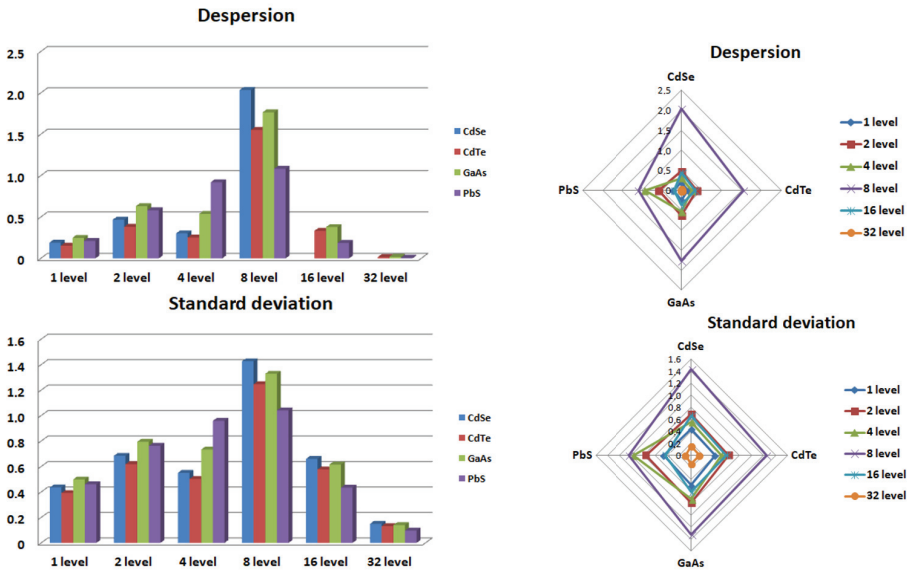 Despersion
2.5
2.0
1.5
1.0
0.5
0
1 level 2 level 4 level 8 level 16 level 32 level
CdSe
CdTe
GaAs
PbS
Despersion
CdSe
2.5
2.0
1.5
1.0
0.5
0
PbS
CdTe
GaAs
1 level
2 level
4 level
8 level
16 level
32 level
Standard deviation
1.6
1.4
1.2
1.0
0.8
0.6
0.4
0.2
0
1 level 2 level 4 level 8 level 16 level 32 level
CdSe
CdTe
GaAs
PbS
Standard deviation
CdSe
1.6
1.4
1.2
1.0
0.8
0.6
0.4
0.2
0
PbS
CdTe
GaAs
1 level
2 level
4 level
8 level
16 level
32 level